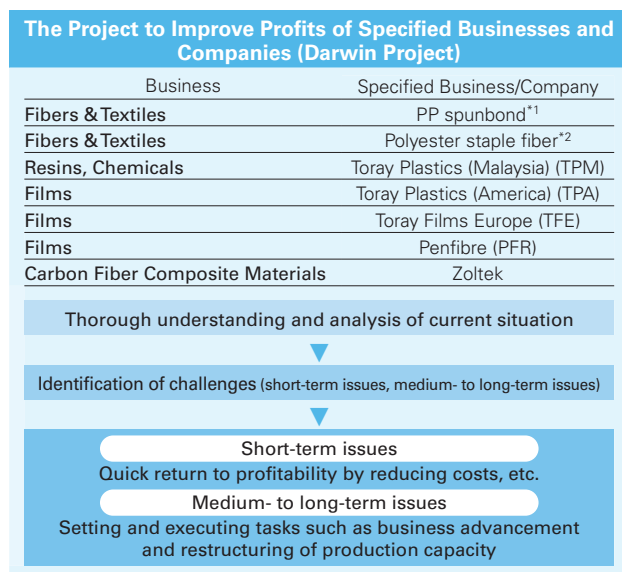 The Project to Improve Profits of Specified Businesses and
Companies (Darwin Project)
Business Specified Business/Company
Fibers & Textiles PP spunbond*1
Fibers & Textiles Polyester staple fiber*2
Resins, Chemicals Toray Plastics (Malaysia) (TPM)
Films Toray Plastics (America) (TPA)
Films Toray Films Europe (TFE)
Films Penfibre (PFR)
Carbon Fiber Composite Materials Zoltek
Thorough understanding and analysis of current situation
Identification of challenges (short-term issues, medium- to long-term issues)
Short-term issues
Quick return to profitability by reducing costs, etc.
Medium- to long-term issues
Setting and executing tasks such as business advancement
and restructuring of production capacity